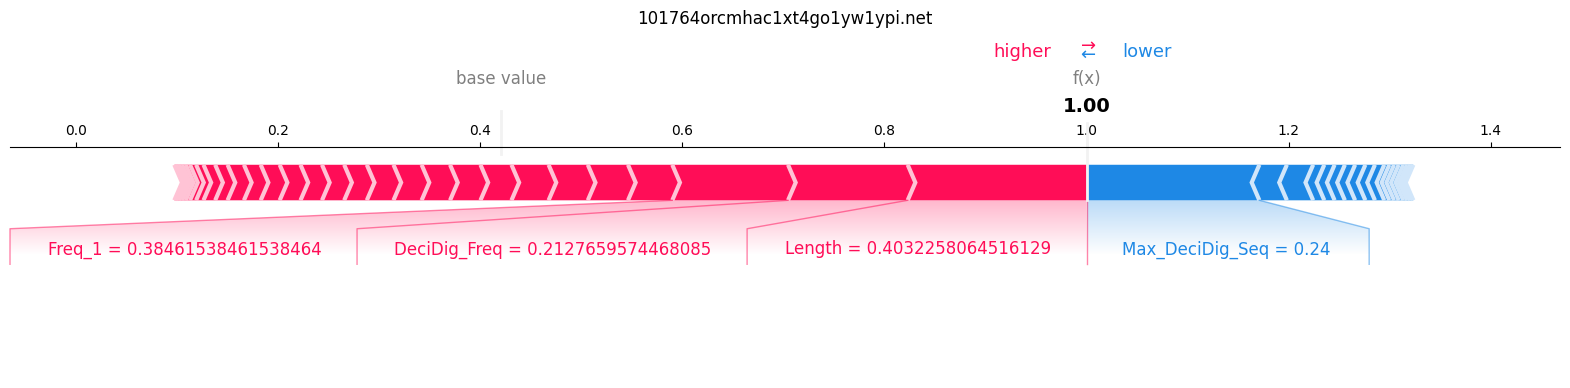 101764orcmhac1xt4go1yw1ypi.net
higher ⇄ lower
base value f(x)
1.00
0.0 0.2 0.4 0.6 0.8 1.0 1.2 1.4
Freq_1 = 0.38461538461538464 DeciDig_Freq = 0.2127659574468085 Length = 0.4032258064516129 Max_DeciDig_Seq = 0.24